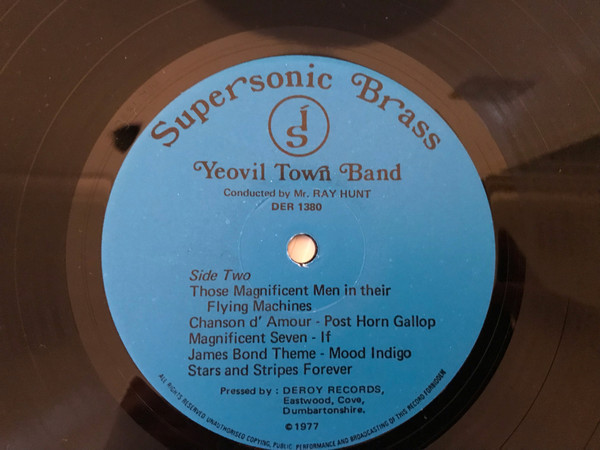 Supersonic Brass
JS
Yeovil Town Band
Conducted by Mr. RAY HUNT
DER 1380
Side Two
Those Magnificent Men in their
Flying Machines
Chanson d' Amour - Post Horn Gallop
Magnificent Seven - If
James Bond Theme - Mood Indigo
Stars and Stripes Forever
Pressed by : DEROY RECORDS,
Eastwood, Cove,
Dumbartonshire.
©1977
ALL RIGHTS RESERVED. UNAUTHORISED COPYING, PUBLIC PERFORMANCE AND BROADCASTING OF THIS RECORD FORBIDDEN